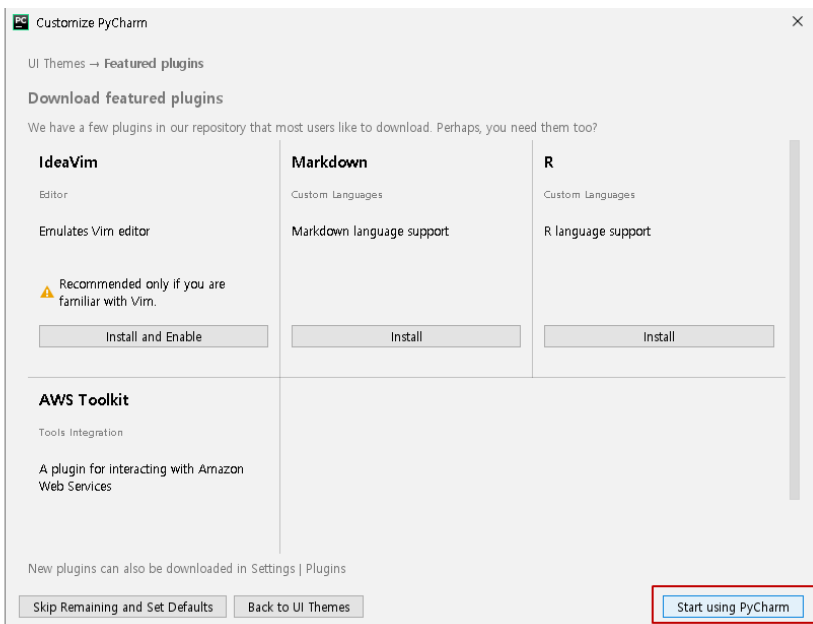 PC Customize PyCharm
UI Themes → Featured plugins
Download featured plugins
We have a few plugins in our repository that most users like to download. Perhaps, you need them too?
IdeaVim
Editor
Emulates Vim editor
Recommended only if you are
familiar with Vim.
Install and Enable
Markdown
Custom Languages
Markdown language support
Install
R
Custom Languages
R language support
Install
AWS Toolkit
Tools Integration
A plugin for interacting with Amazon
Web Services
New plugins can also be downloaded in Settings | Plugins
Skip Remaining and Set Defaults
Back to UI Themes
Start using PyCharm